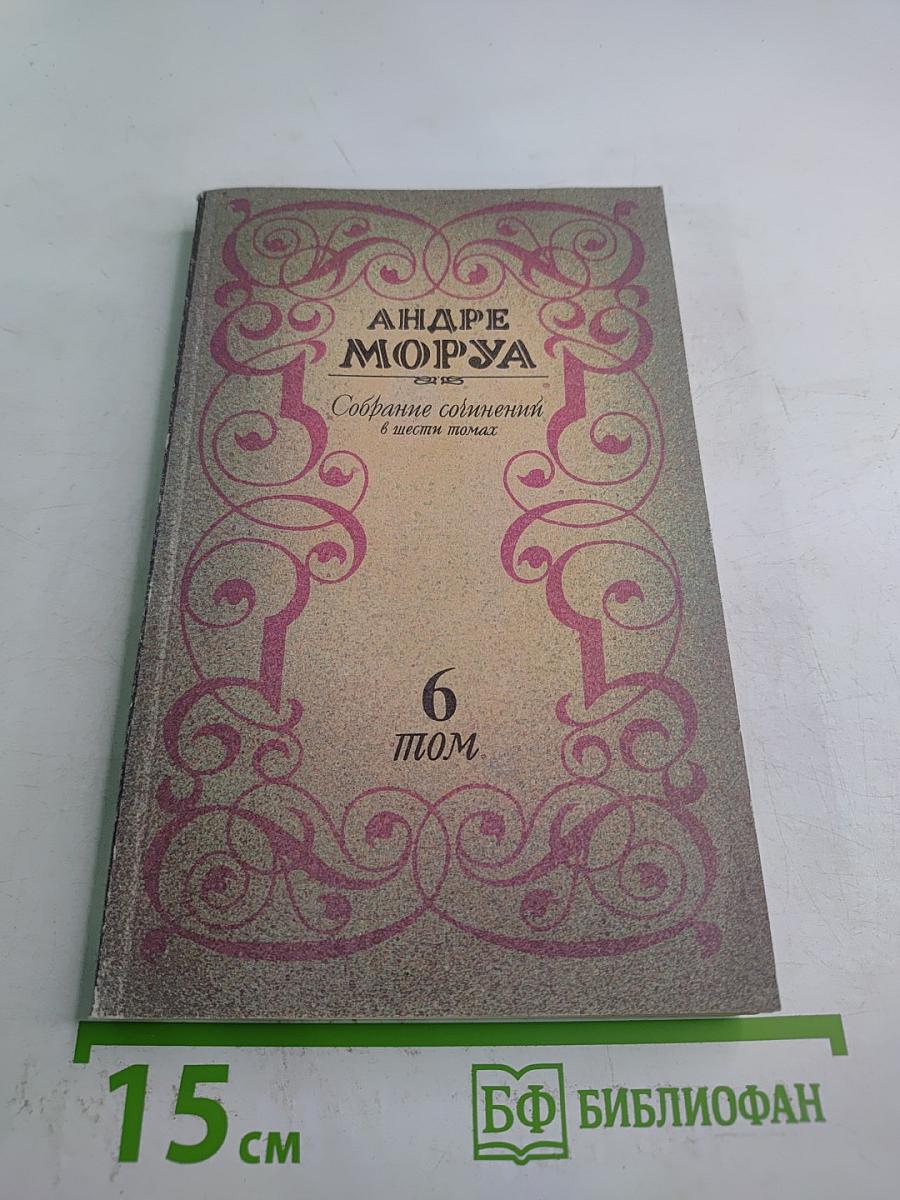 АНДРЕ
МОРУА
Собрание сочинений
в шести томах
6
том
15 см
БФ БИБЛИОФАН